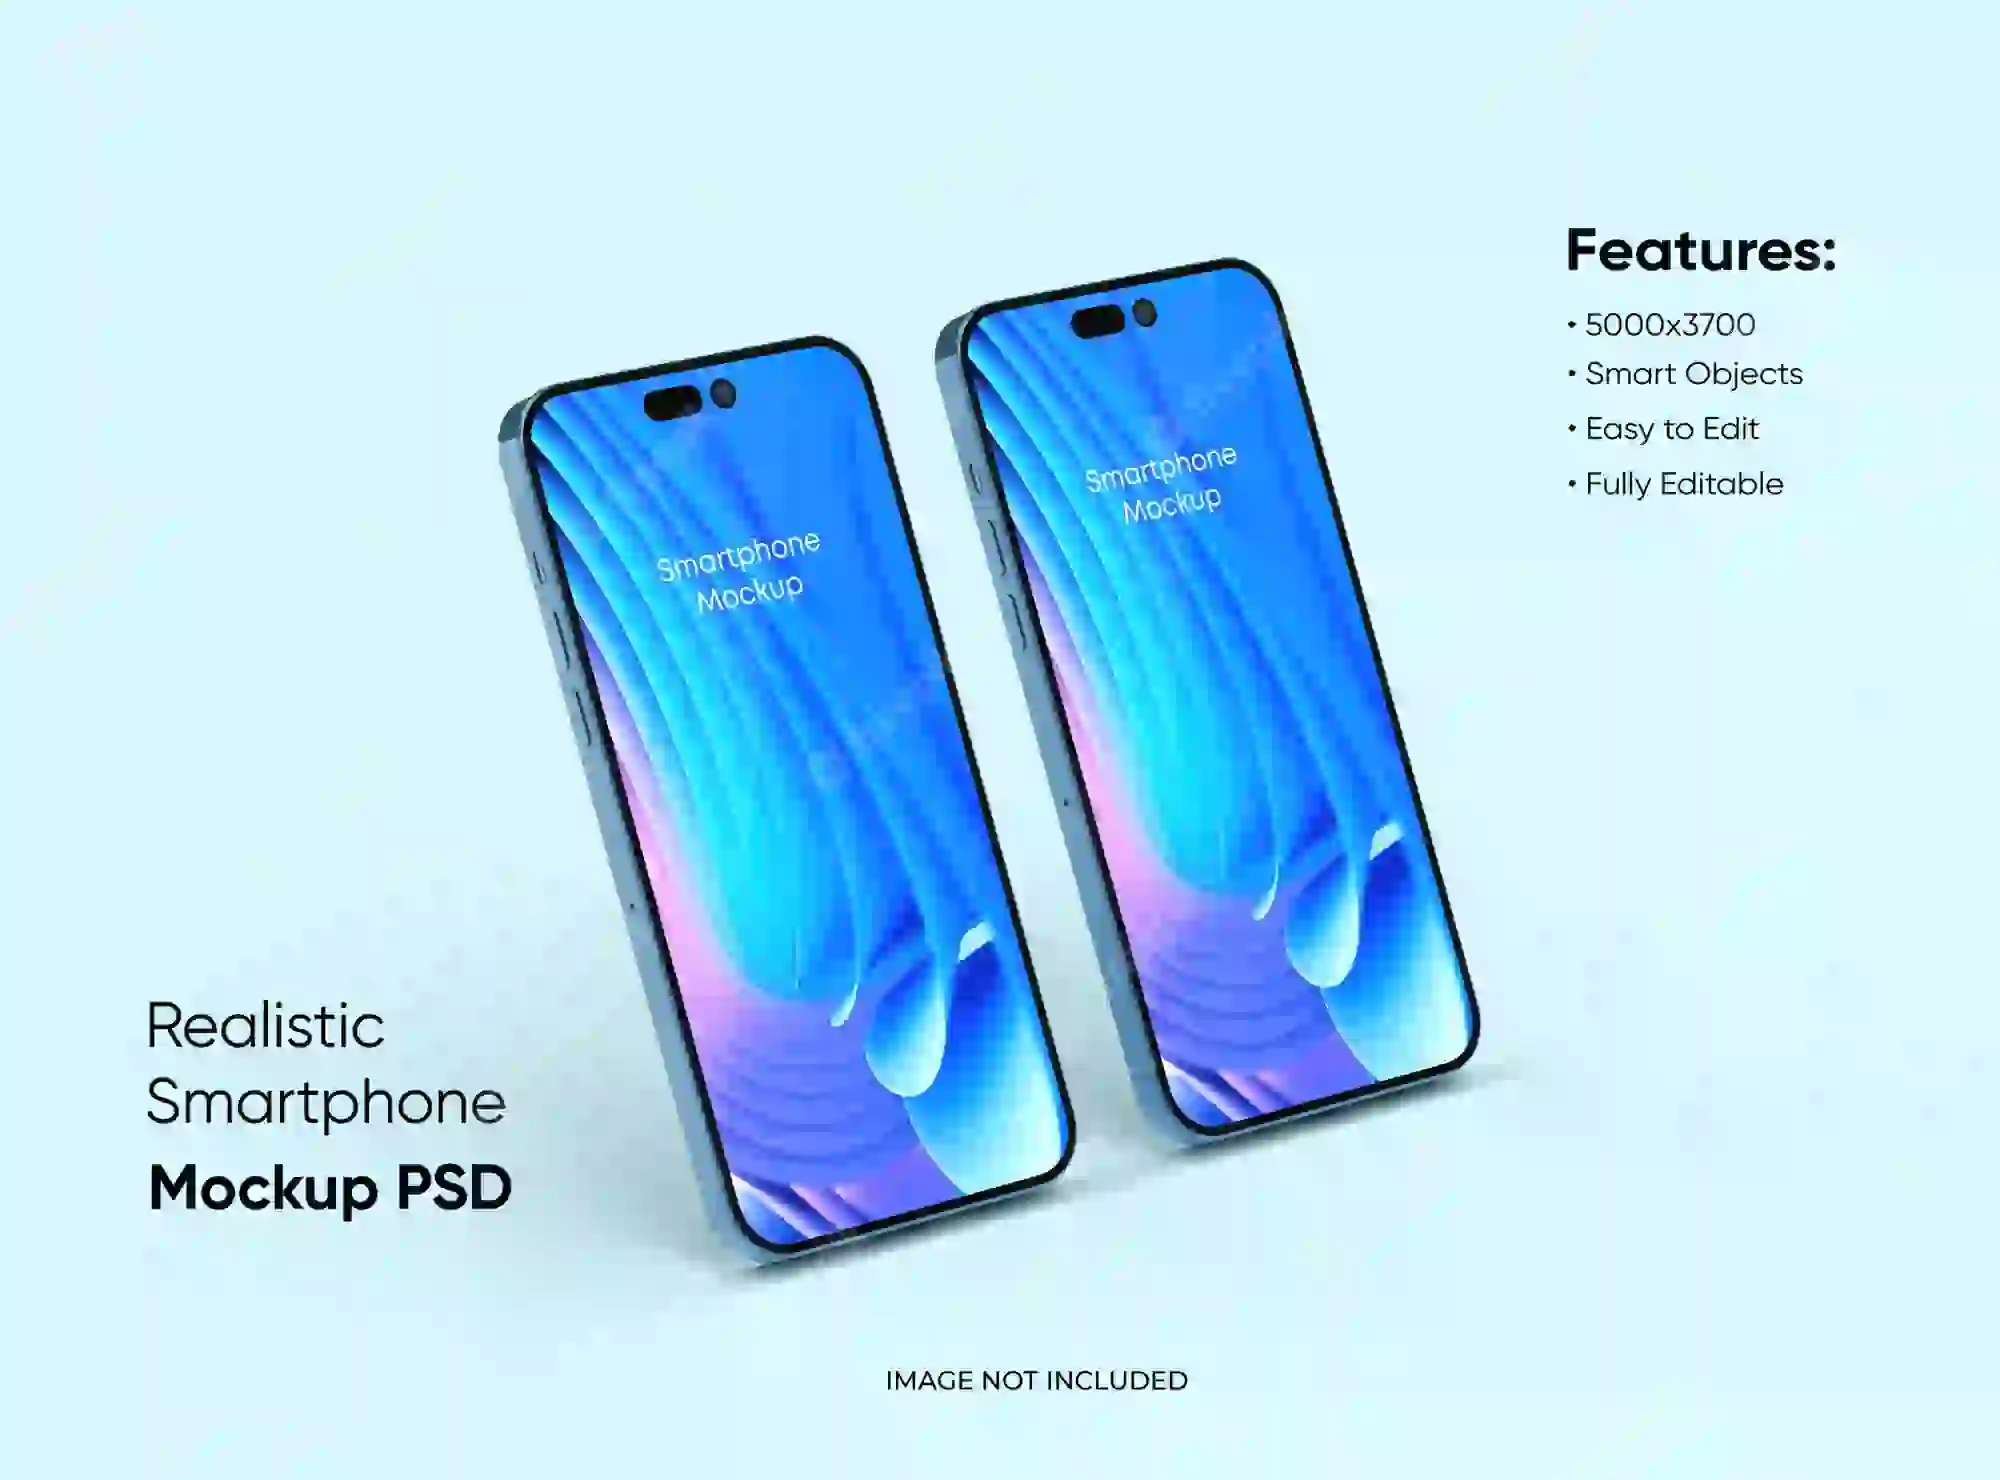 Features:
• 5000x3700
• Smart Objects
• Easy to Edit
• Fully Editable
Smartphone
Mockup
Smartphone
Mockup
Realistic
Smartphone
Mockup PSD
IMAGE NOT INCLUDED